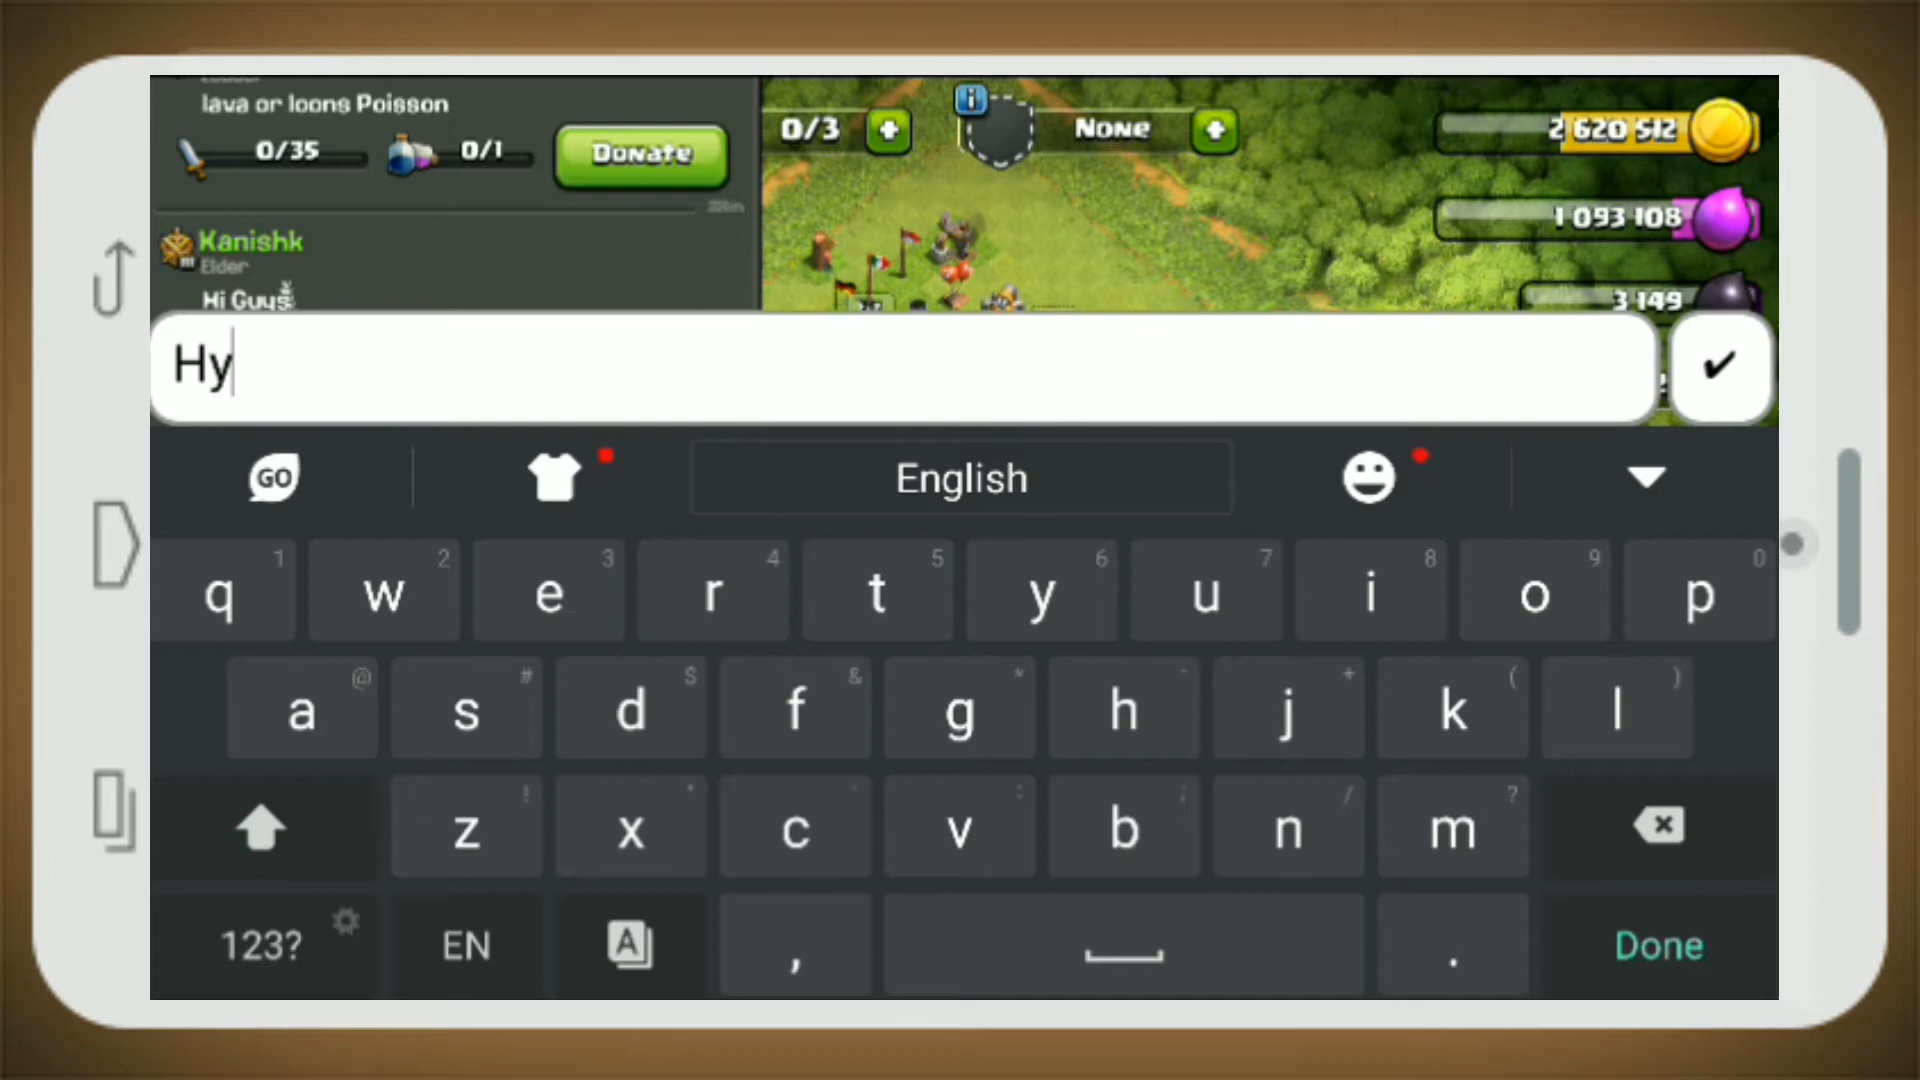 lava or loons Poisson
0/35
0/1
Donate
Kanishk
Elder
Hi Guys
0/3
i
None
2 620 512
1 093 108
3 149
Hy
✔
GO
English
1 2 3 4 5 6 7 8 9 0
q w e r t y u i o p
@ # $ & * - + ( )
a s d f g h j k l
! : ; / ?
z x c v b n m
123? EN A , . Done